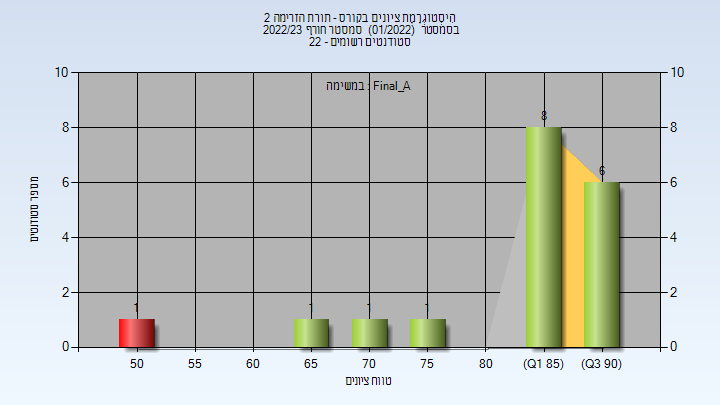 היסטוגרמת ציונים בקורס - תורת הזרימה 2
בסמסטר (01/2022) סמסטר חורף 2022/23
סטודנטים רשומים - 22
במשימה : Final_A
10 10
8 8
6 6
4 4
2 2
0 0
1 1 1 1 8 6
מספר סטודנטים
50 55 60 65 70 75 80 (Q1 85) (Q3 90)
טווח ציונים